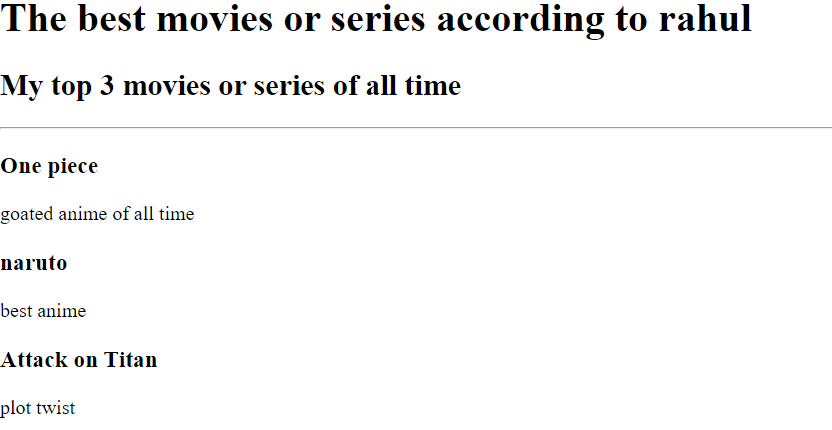 The best movies or series according to rahul
My top 3 movies or series of all time
One piece
goated anime of all time
naruto
best anime
Attack on Titan
plot twist